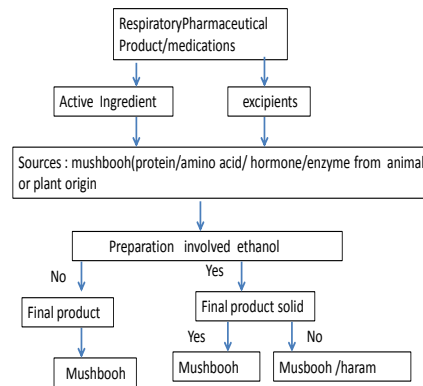 RespiratoryPharmaceutical
Product/medications
Active Ingredient
excipients
Sources : mushbooh(protein/amino acid/ hormone/enzyme from animal
or plant origin
Preparation involved ethanol
No
Yes
Final product
Final product solid
Yes
No
Mushbooh
Mushbooh
Musbooh /haram